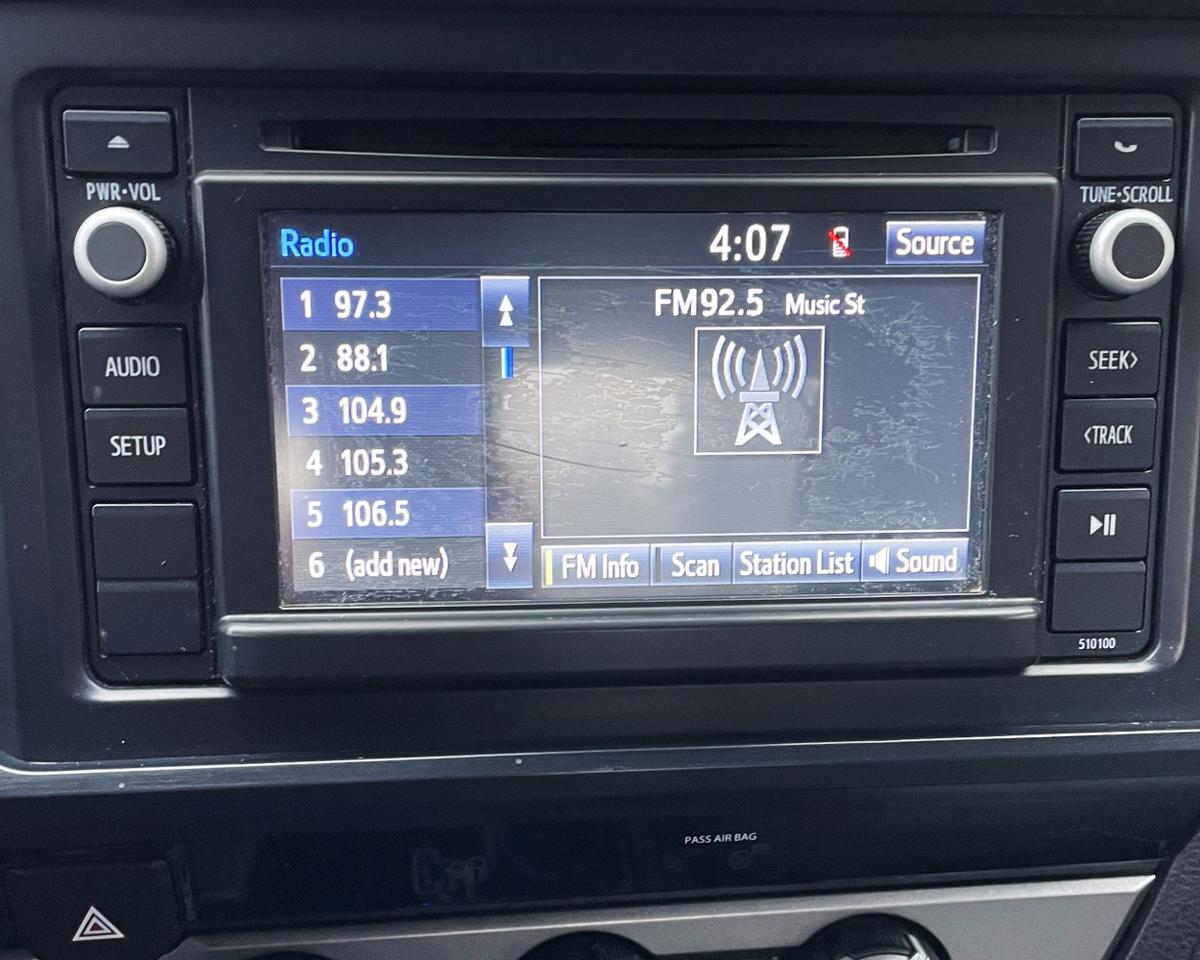 PWR•VOL
AUDIO
SETUP
Radio
4:07
Source
1 97.3
2 88.1
3 104.9
4 105.3
5 106.5
6 (add new)
FM92.5 Music St
FM Info
Scan
Station List
Sound
TUNE•SCROLL
SEEK>
<TRACK
510100
PASS AIR BAG